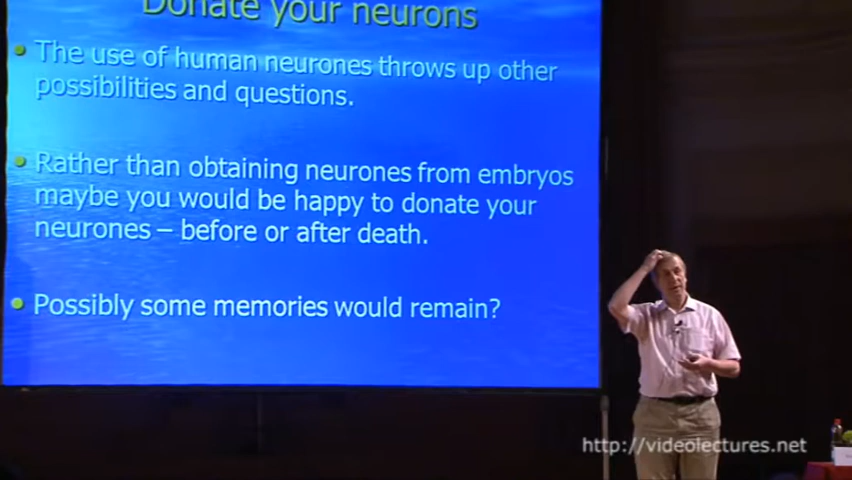 Donate your neurons
The use of human neurones throws up other
possibilities and questions.
Rather than obtaining neurones from embryos
maybe you would be happy to donate your
neurones – before or after death.
Possibly some memories would remain?
http://videolectures.net